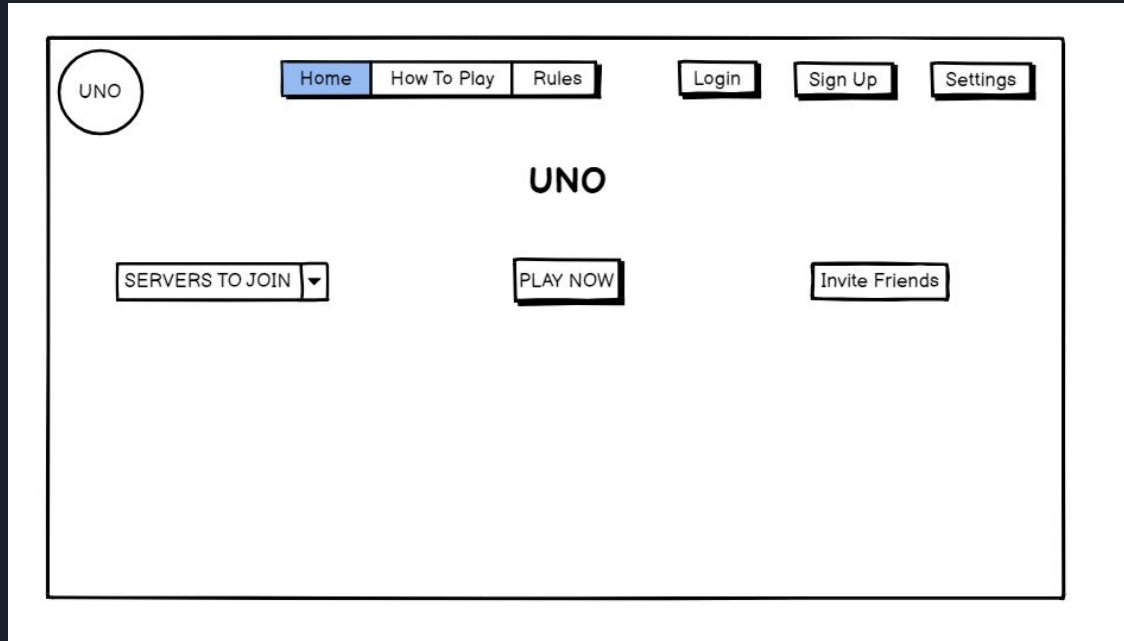 UNO
Home How To Play Rules
Login
Sign Up
Settings
UNO
SERVERS TO JOIN
PLAY NOW
Invite Friends